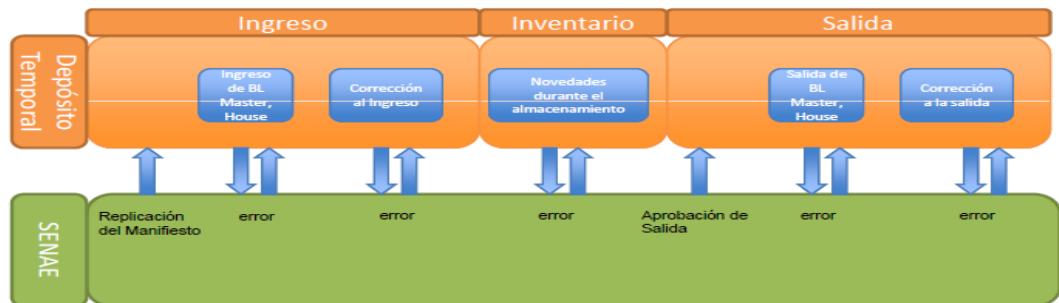 Ingreso
Inventario
Salida
Depósito
Temporal
Ingreso
de BL
Master,
House
Corrección
al Ingreso
Novedades
durante el
almacenamiento
Salida de
BL
Master,
House
Corrección
a la salida
SENAE
Replicación
del Manifiesto
error
error
error
Aprobación de
Salida
error
error